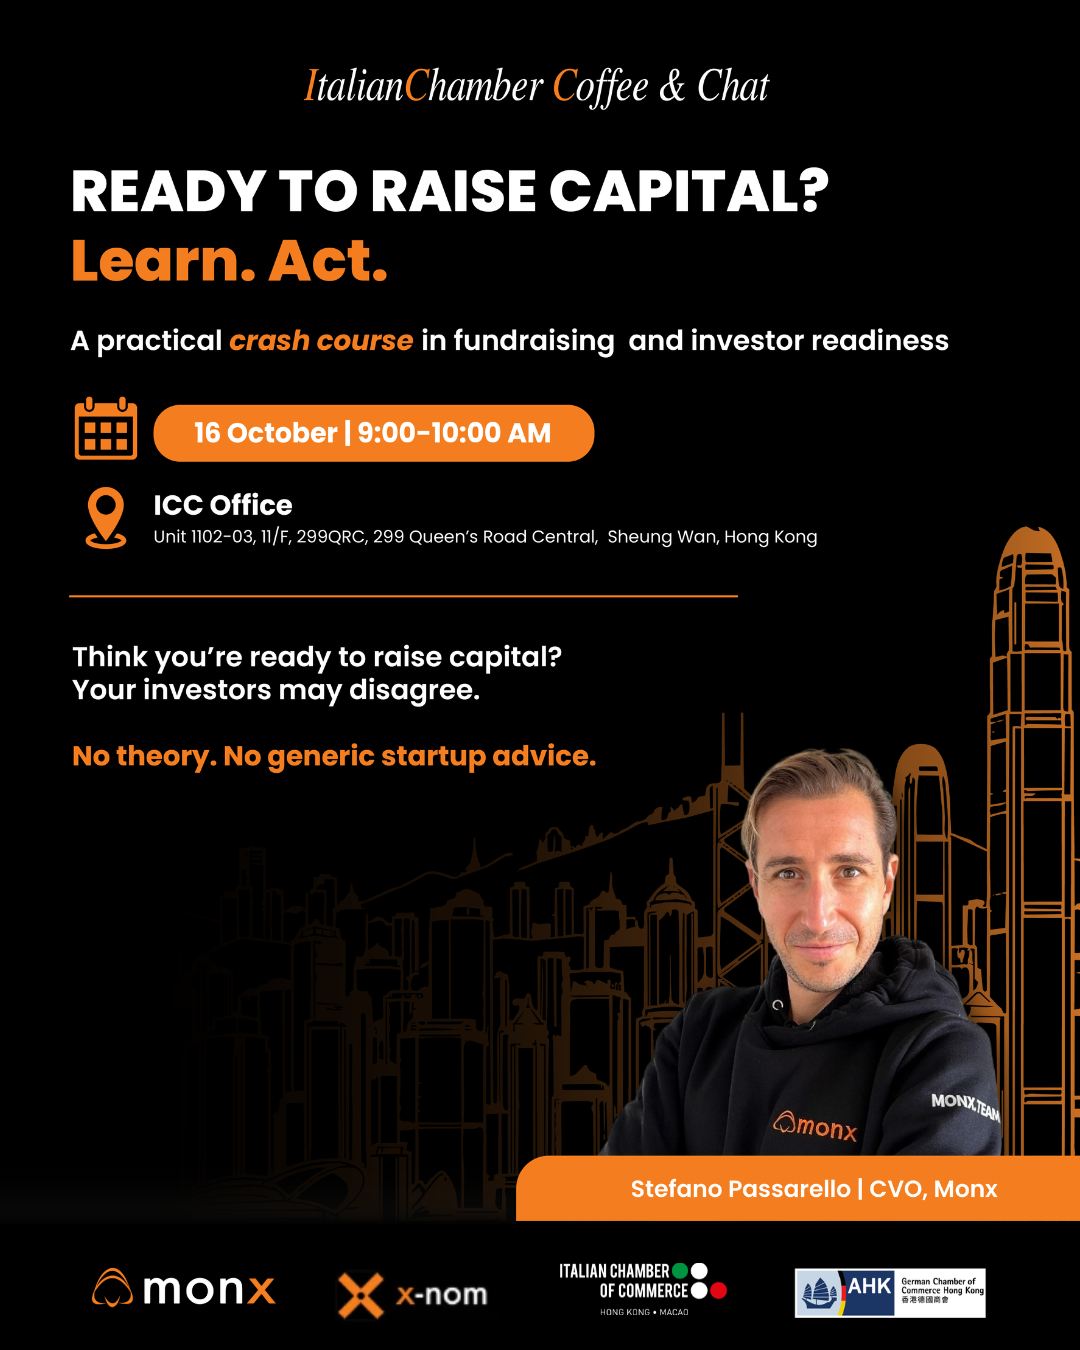 ItalianChamber Coffee & Chat
READY TO RAISE CAPITAL?
Learn. Act.
A practical crash course in fundraising and investor readiness
16 October | 9:00-10:00 AM
ICC Office
Unit 1102-03, 11/F, 299QRC, 299 Queen’s Road Central, Sheung Wan, Hong Kong
Think you’re ready to raise capital?
Your investors may disagree.
No theory. No generic startup advice.
MONX.TEAM
monx
Stefano Passarello | CVO, Monx
monx
x-nom
ITALIAN CHAMBER
OF COMMERCE
HONG KONG • MACAO
AHK
German Chamber of
Commerce Hong Kong
香港德國商會